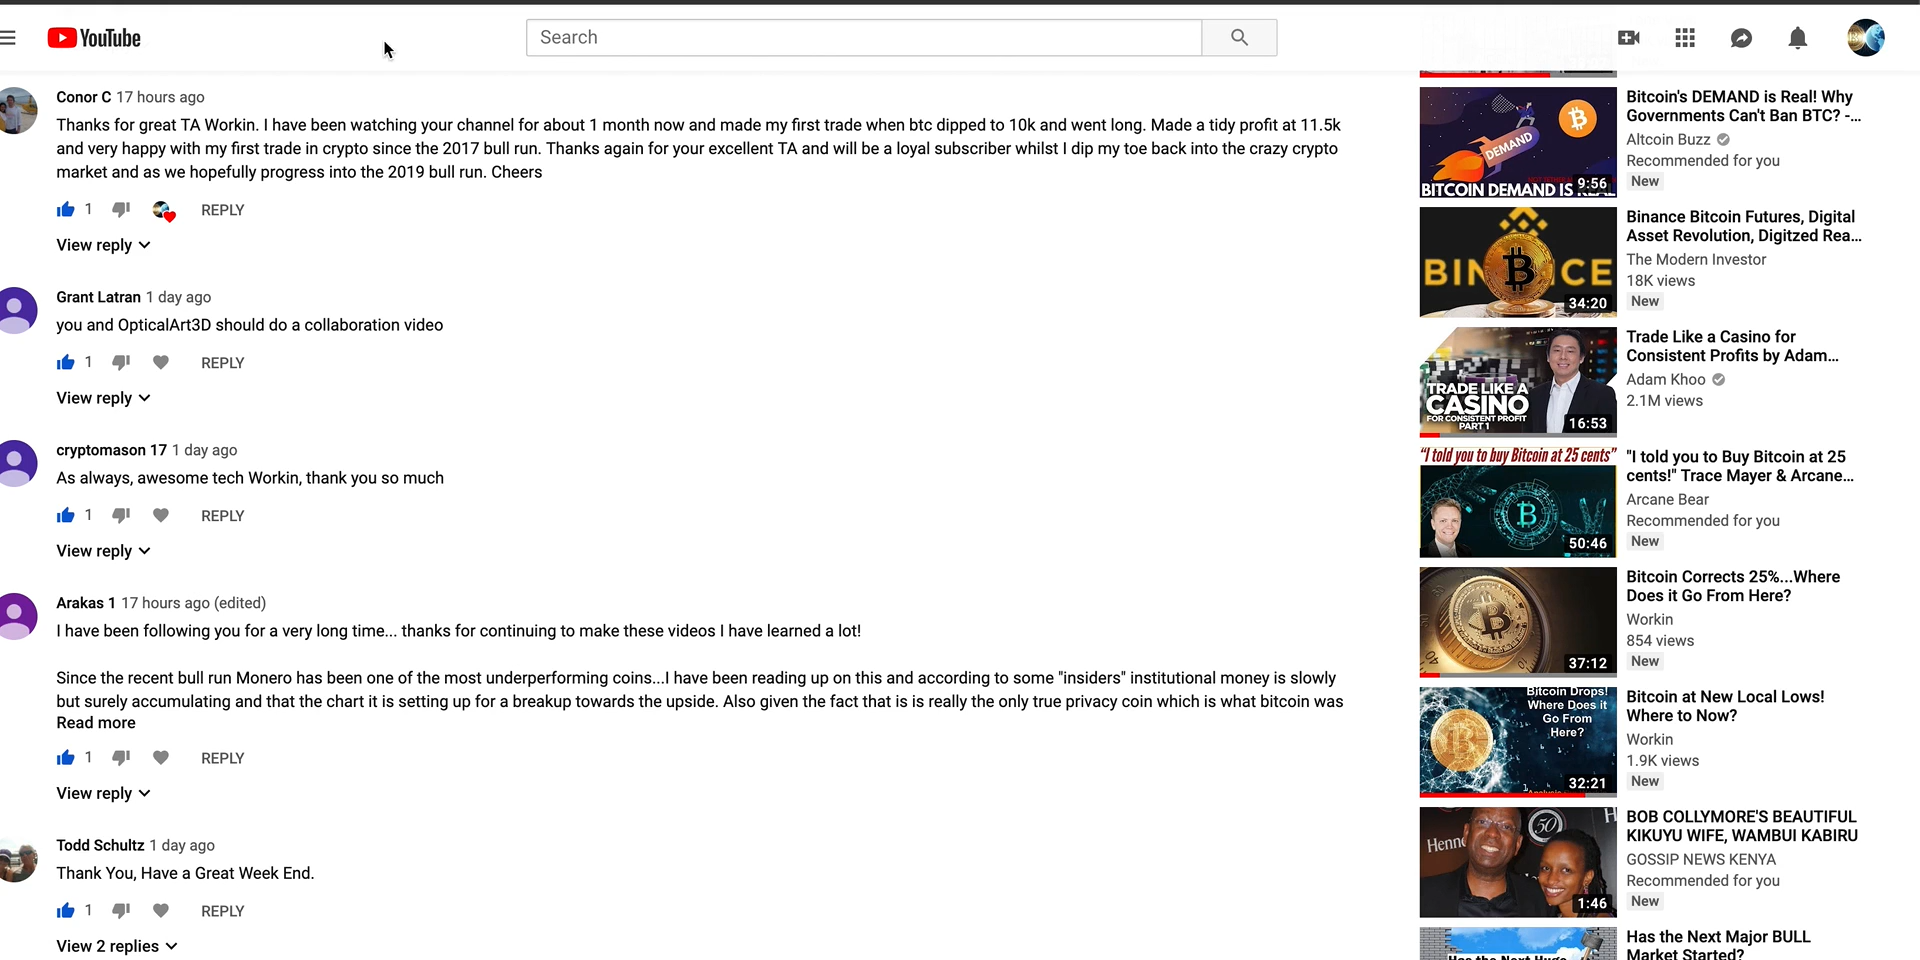 YouTube
Search
Conor C 17 hours ago
Thanks for great TA Workin. I have been watching your channel for about 1 month now and made my first trade when btc dipped to 10k and went long. Made a tidy profit at 11.5k
and very happy with my first trade in crypto since the 2017 bull run. Thanks again for your excellent TA and will be a loyal subscriber whilst I dip my toe back into the crazy crypto
market and as we hopefully progress into the 2019 bull run. Cheers
1 REPLY
View reply
Grant Latran 1 day ago
you and OpticalArt3D should do a collaboration video
1 REPLY
View reply
cryptomason 17 1 day ago
As always, awesome tech Workin, thank you so much
1 REPLY
View reply
Arakas 1 17 hours ago (edited)
I have been following you for a very long time... thanks for continuing to make these videos I have learned a lot!
Since the recent bull run Monero has been one of the most underperforming coins...I have been reading up on this and according to some "insiders" institutional money is slowly
but surely accumulating and that the chart it is setting up for a breakup towards the upside. Also given the fact that is is really the only true privacy coin which is what bitcoin was
Read more
1 REPLY
View reply
Todd Schultz 1 day ago
Thank You, Have a Great Week End.
1 REPLY
View 2 replies
DEMAND
BITCOIN DEMAND IS REAL
9:56
Bitcoin's DEMAND is Real! Why
Governments Can't Ban BTC? -...
Altcoin Buzz
Recommended for you
New
BIN CE
34:20
Binance Bitcoin Futures, Digital
Asset Revolution, Digitzed Rea...
The Modern Investor
18K views
New
TRADE LIKE A
CASINO
FOR CONSISTENT PROFIT
PART 1
16:53
Trade Like a Casino for
Consistent Profits by Adam...
Adam Khoo
2.1M views
"I told you to buy Bitcoin at 25 cents"
50:46
"I told you to Buy Bitcoin at 25
cents!" Trace Mayer & Arcane...
Arcane Bear
Recommended for you
New
37:12
Bitcoin Corrects 25%...Where
Does it Go From Here?
Workin
854 views
New
Bitcoin Drops!
Where Does it
Go From
Here?
32:21
Bitcoin at New Local Lows!
Where to Now?
Workin
1.9K views
New
Henne
50
H
1:46
BOB COLLYMORE'S BEAUTIFUL
KIKUYU WIFE, WAMBUI KABIRU
GOSSIP NEWS KENYA
Recommended for you
New
Has the Next Huge
Has the Next Major BULL
Market Started?